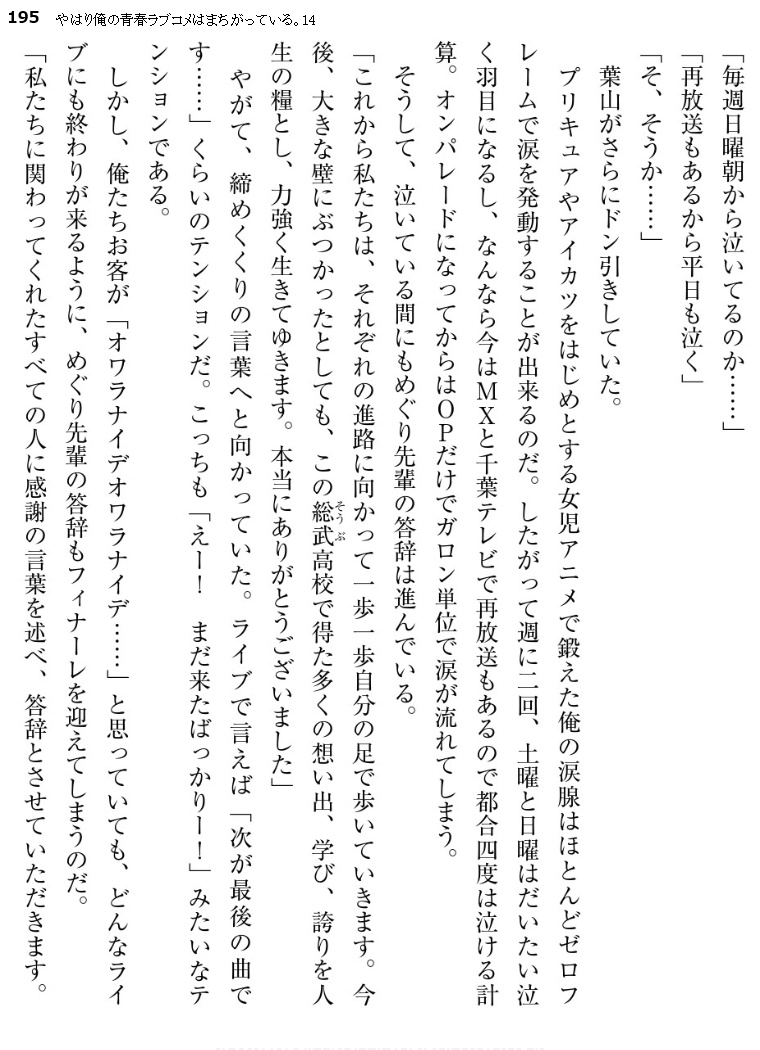 195 やはり俺の青春ラブコメはまちがっている。14
「毎週日曜朝から泣いてるのか……」
「再放送もあるから平日も泣く」
「そ、そうか……」
葉山がさらにドン引きしていた。
プリキュアやアイカツをはじめとする女児アニメで鍛えた俺の涙腺はほとんどゼロフ
レームで涙を発動することが出来るのだ。したがって週に二回、土曜と日曜はだいたい泣
く羽目になるし、なんなら今はMXと千葉テレビで再放送もあるので都合四度は泣ける計
算。オンパレードになってからはOPだけでガロン単位で涙が流れてしまう。
そうして、泣いている間にもめぐり先輩の答辞は進んでいる。
「これから私たちは、それぞれの進路に向かって一歩一歩自分の足で歩いていきます。今
後、大きな壁にぶつかったとしても、この総武高校で得た多くの想い出、学び、誇りを人
そうぶ
生の糧とし、力強く生きてゆきます。本当にありがとうございました」
やがて、締めくくりの言葉へと向かっていた。ライブで言えば「次が最後の曲で
す……」くらいのテンションだ。こっちも「えー！　まだ来たばっかりー！」みたいなテ
ンションである。
しかし、俺たちお客が「オワラナイデオワラナイデ……」と思っていても、どんなライ
ブにも終わりが来るように、めぐり先輩の答辞もフィナーレを迎えてしまうのだ。
「私たちに関わってくれたすべての人に感謝の言葉を述べ、答辞とさせていただきます。